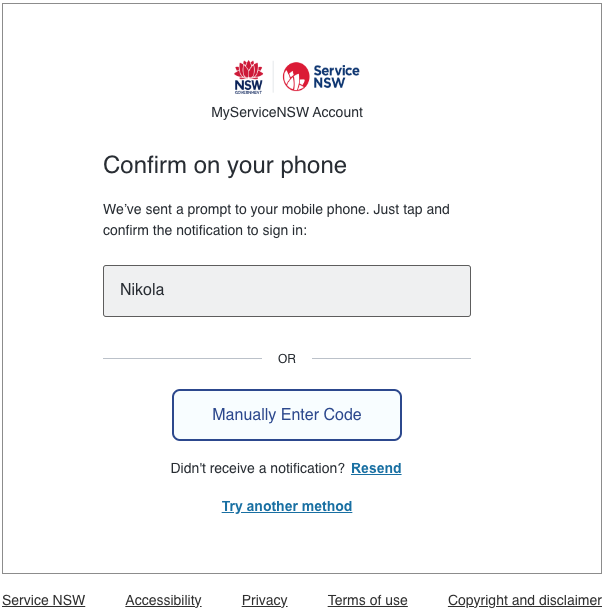 NSW
GOVERNMENT
Service
NSW
MyServiceNSW Account
Confirm on your phone
We’ve sent a prompt to your mobile phone. Just tap and
confirm the notification to sign in:
Nikola
OR
Manually Enter Code
Didn't receive a notification? Resend
Try another method
Service NSW Accessibility Privacy Terms of use Copyright and disclaimer